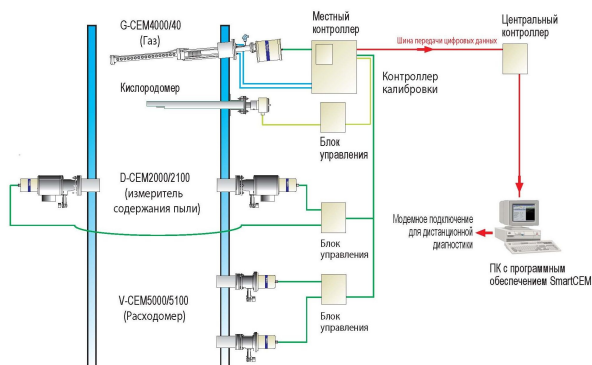 G-CEM4000/40
(Газ)
Местный
контроллер
Центральный
контроллер
Шина передачи цифровых данных
Контроллер
калибровки
Кислородомер
Блок
управления
D-CEM2000/2100
(измеритель
содержания пыли)
Блок
управления
Модемное подключение
для дистанционной
диагностики
ПК с программным
обеспечением SmartCEM
V-CEM5000/5100
(Расходомер)
Блок
управления